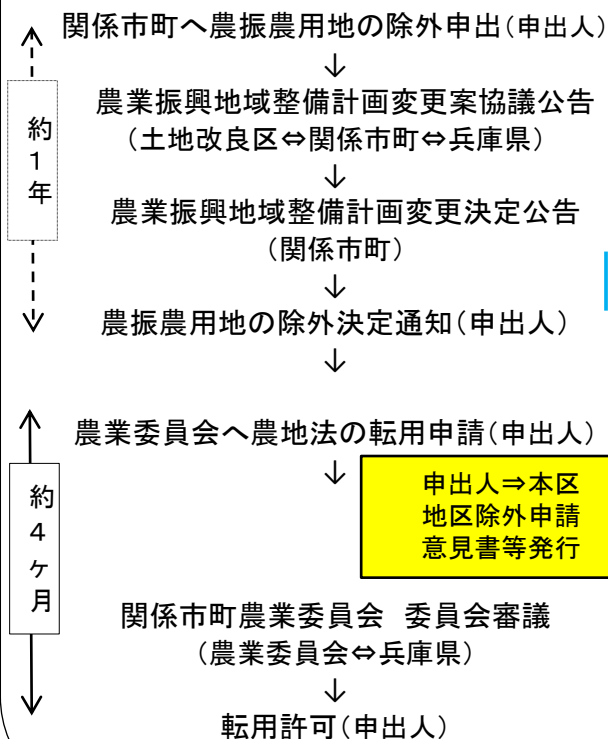 関係市町へ農振農用地の除外申出(申出人)
↓
農業振興地域整備計画変更案協議公告
(土地改良区⇔関係市町⇔兵庫県)
↓
農業振興地域整備計画変更決定公告
(関係市町)
↓
農振農用地の除外決定通知(申出人)
↓
約1年
農業委員会へ農地法の転用申請(申出人)
↓
申出人⇒本区
地区除外申請
意見書等発行
関係市町農業委員会 委員会審議
(農業委員会⇔兵庫県)
↓
転用許可(申出人)
約4ヶ月